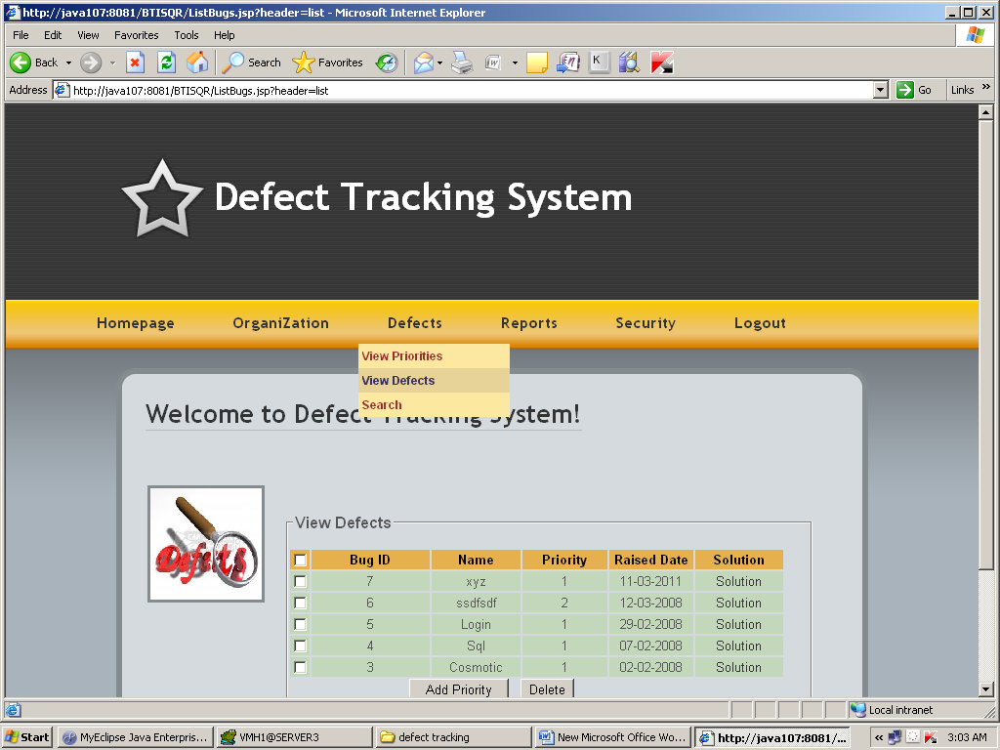 http://java107:8081/BTISQR/ListBugs.jsp?header=list - Microsoft Internet Explorer
File Edit View Favorites Tools Help
Back Search Favorites
Address http://java107:8081/BTISQR/ListBugs.jsp?header=list Go Links »
Defect Tracking System
Homepage OrganiZation Defects Reports Security Logout
View Priorities
View Defects
Search
Welcome to Defect Tracking System!
Defects
View Defects
Bug ID Name Priority Raised Date Solution
7 xyz 1 11-03-2011 Solution
6 ssdfsdf 2 12-03-2008 Solution
5 Login 1 29-02-2008 Solution
4 Sql 1 07-02-2008 Solution
3 Cosmotic 1 02-02-2008 Solution
Add Priority Delete
Local intranet
Start MyEclipse Java Enterpris... VMH1@SERVER3 defect tracking New Microsoft Office Wo... http://java107:8081/... « 3:03 AM